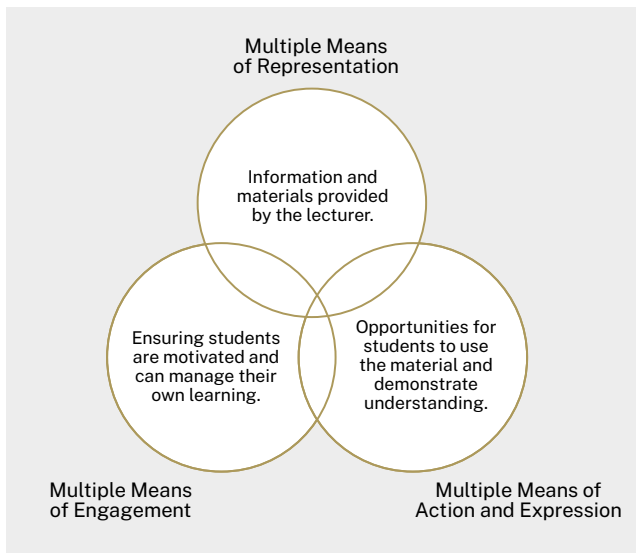 Multiple Means
of Representation
Information and
materials provided
by the lecturer.
Ensuring students
are motivated and
can manage their
own learning.
Opportunities for
students to use
the material and
demonstrate
understanding.
Multiple Means
of Engagement
Multiple Means of
Action and Expression